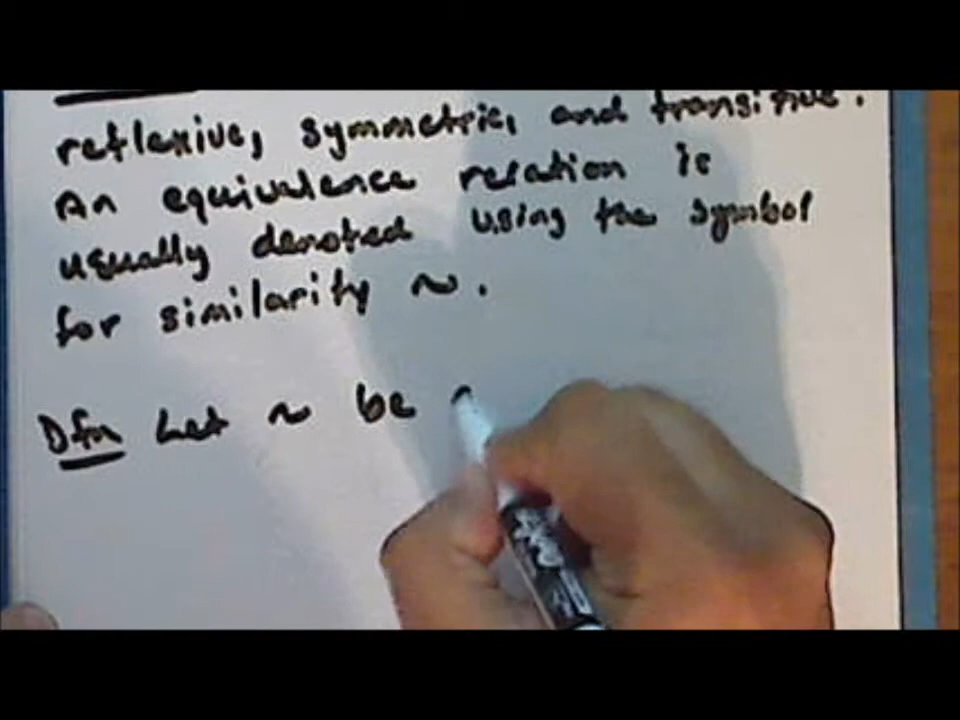 reflexive, symmetric, and transitive.
An equivalence relation is
usually denoted using the symbol
for similarity ~.
Dfn Let ~ be